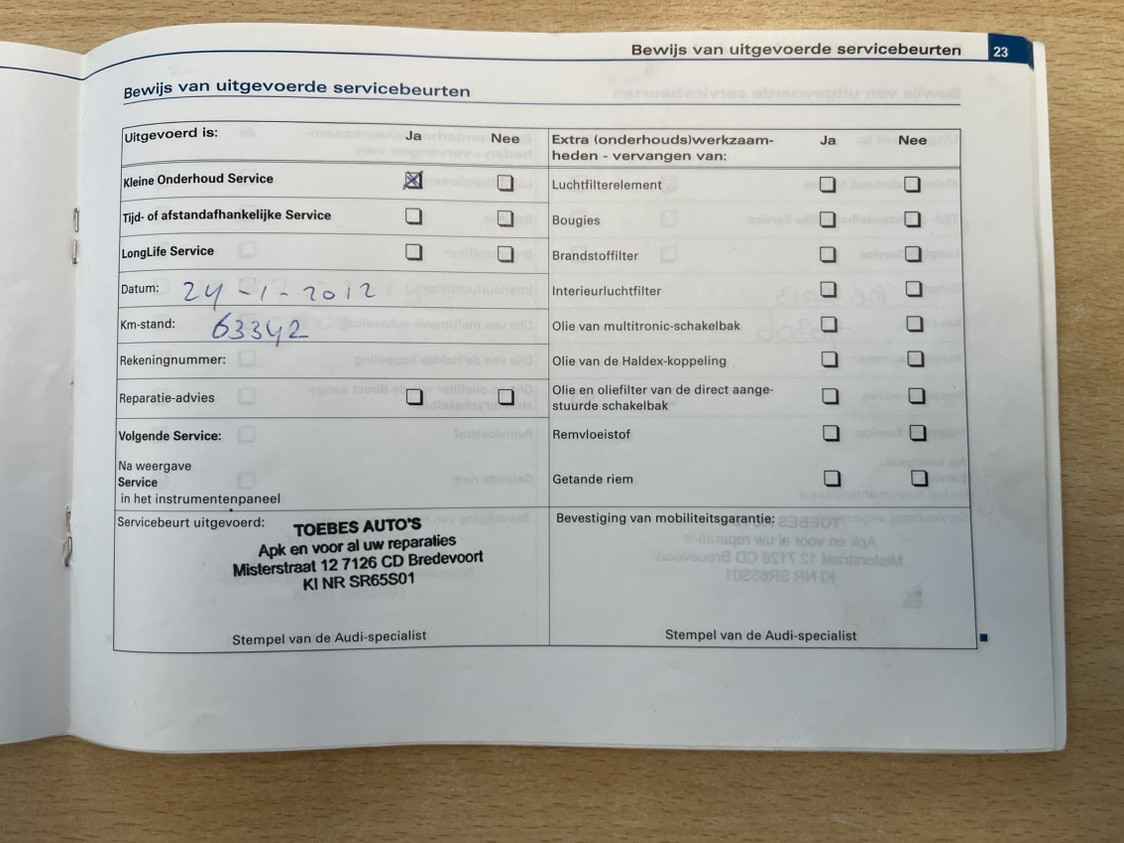 Bewijs van uitgevoerde servicebeurten 23
Bewijs van uitgevoerde servicebeurten
Uitgevoerd is: Ja Nee
Kleine Onderhoud Service
Tijd- of afstandafhankelijke Service
LongLife Service
Datum: 24-1-2012
Km-stand: 63342
Rekeningnummer:
Reparatie-advies
Volgende Service:
Na weergave
Service
in het instrumentenpaneel
Servicebeurt uitgevoerd:
TOEBES AUTO'S
Apk en voor al uw reparaties
Misterstraat 12 7126 CD Bredevoort
KI NR SR65S01
Stempel van de Audi-specialist
Extra (onderhouds)werkzaam- Ja Nee
heden - vervangen van:
Luchtfilterelement
Bougies
Brandstoffilter
Interieurluchtfilter
Olie van multitronic-schakelbak
Olie van de Haldex-koppeling
Olie en oliefilter van de direct aange-
stuurde schakelbak
Remvloeistof
Getande riem
Bevestiging van mobiliteitsgarantie:
Stempel van de Audi-specialist